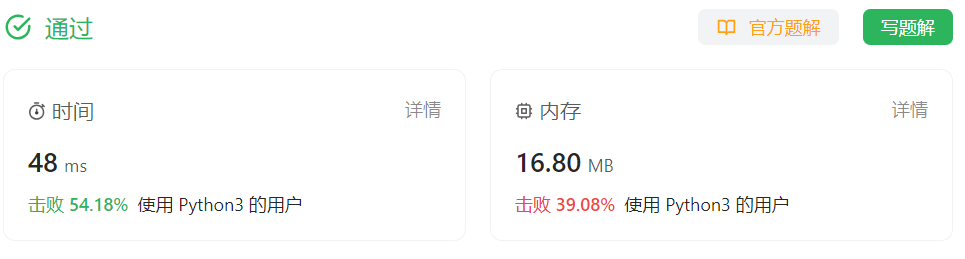 通过
官方题解
写题解
时间
详情
48 ms
击败 54.18% 使用 Python3 的用户
内存
详情
16.80 MB
击败 39.08% 使用 Python3 的用户